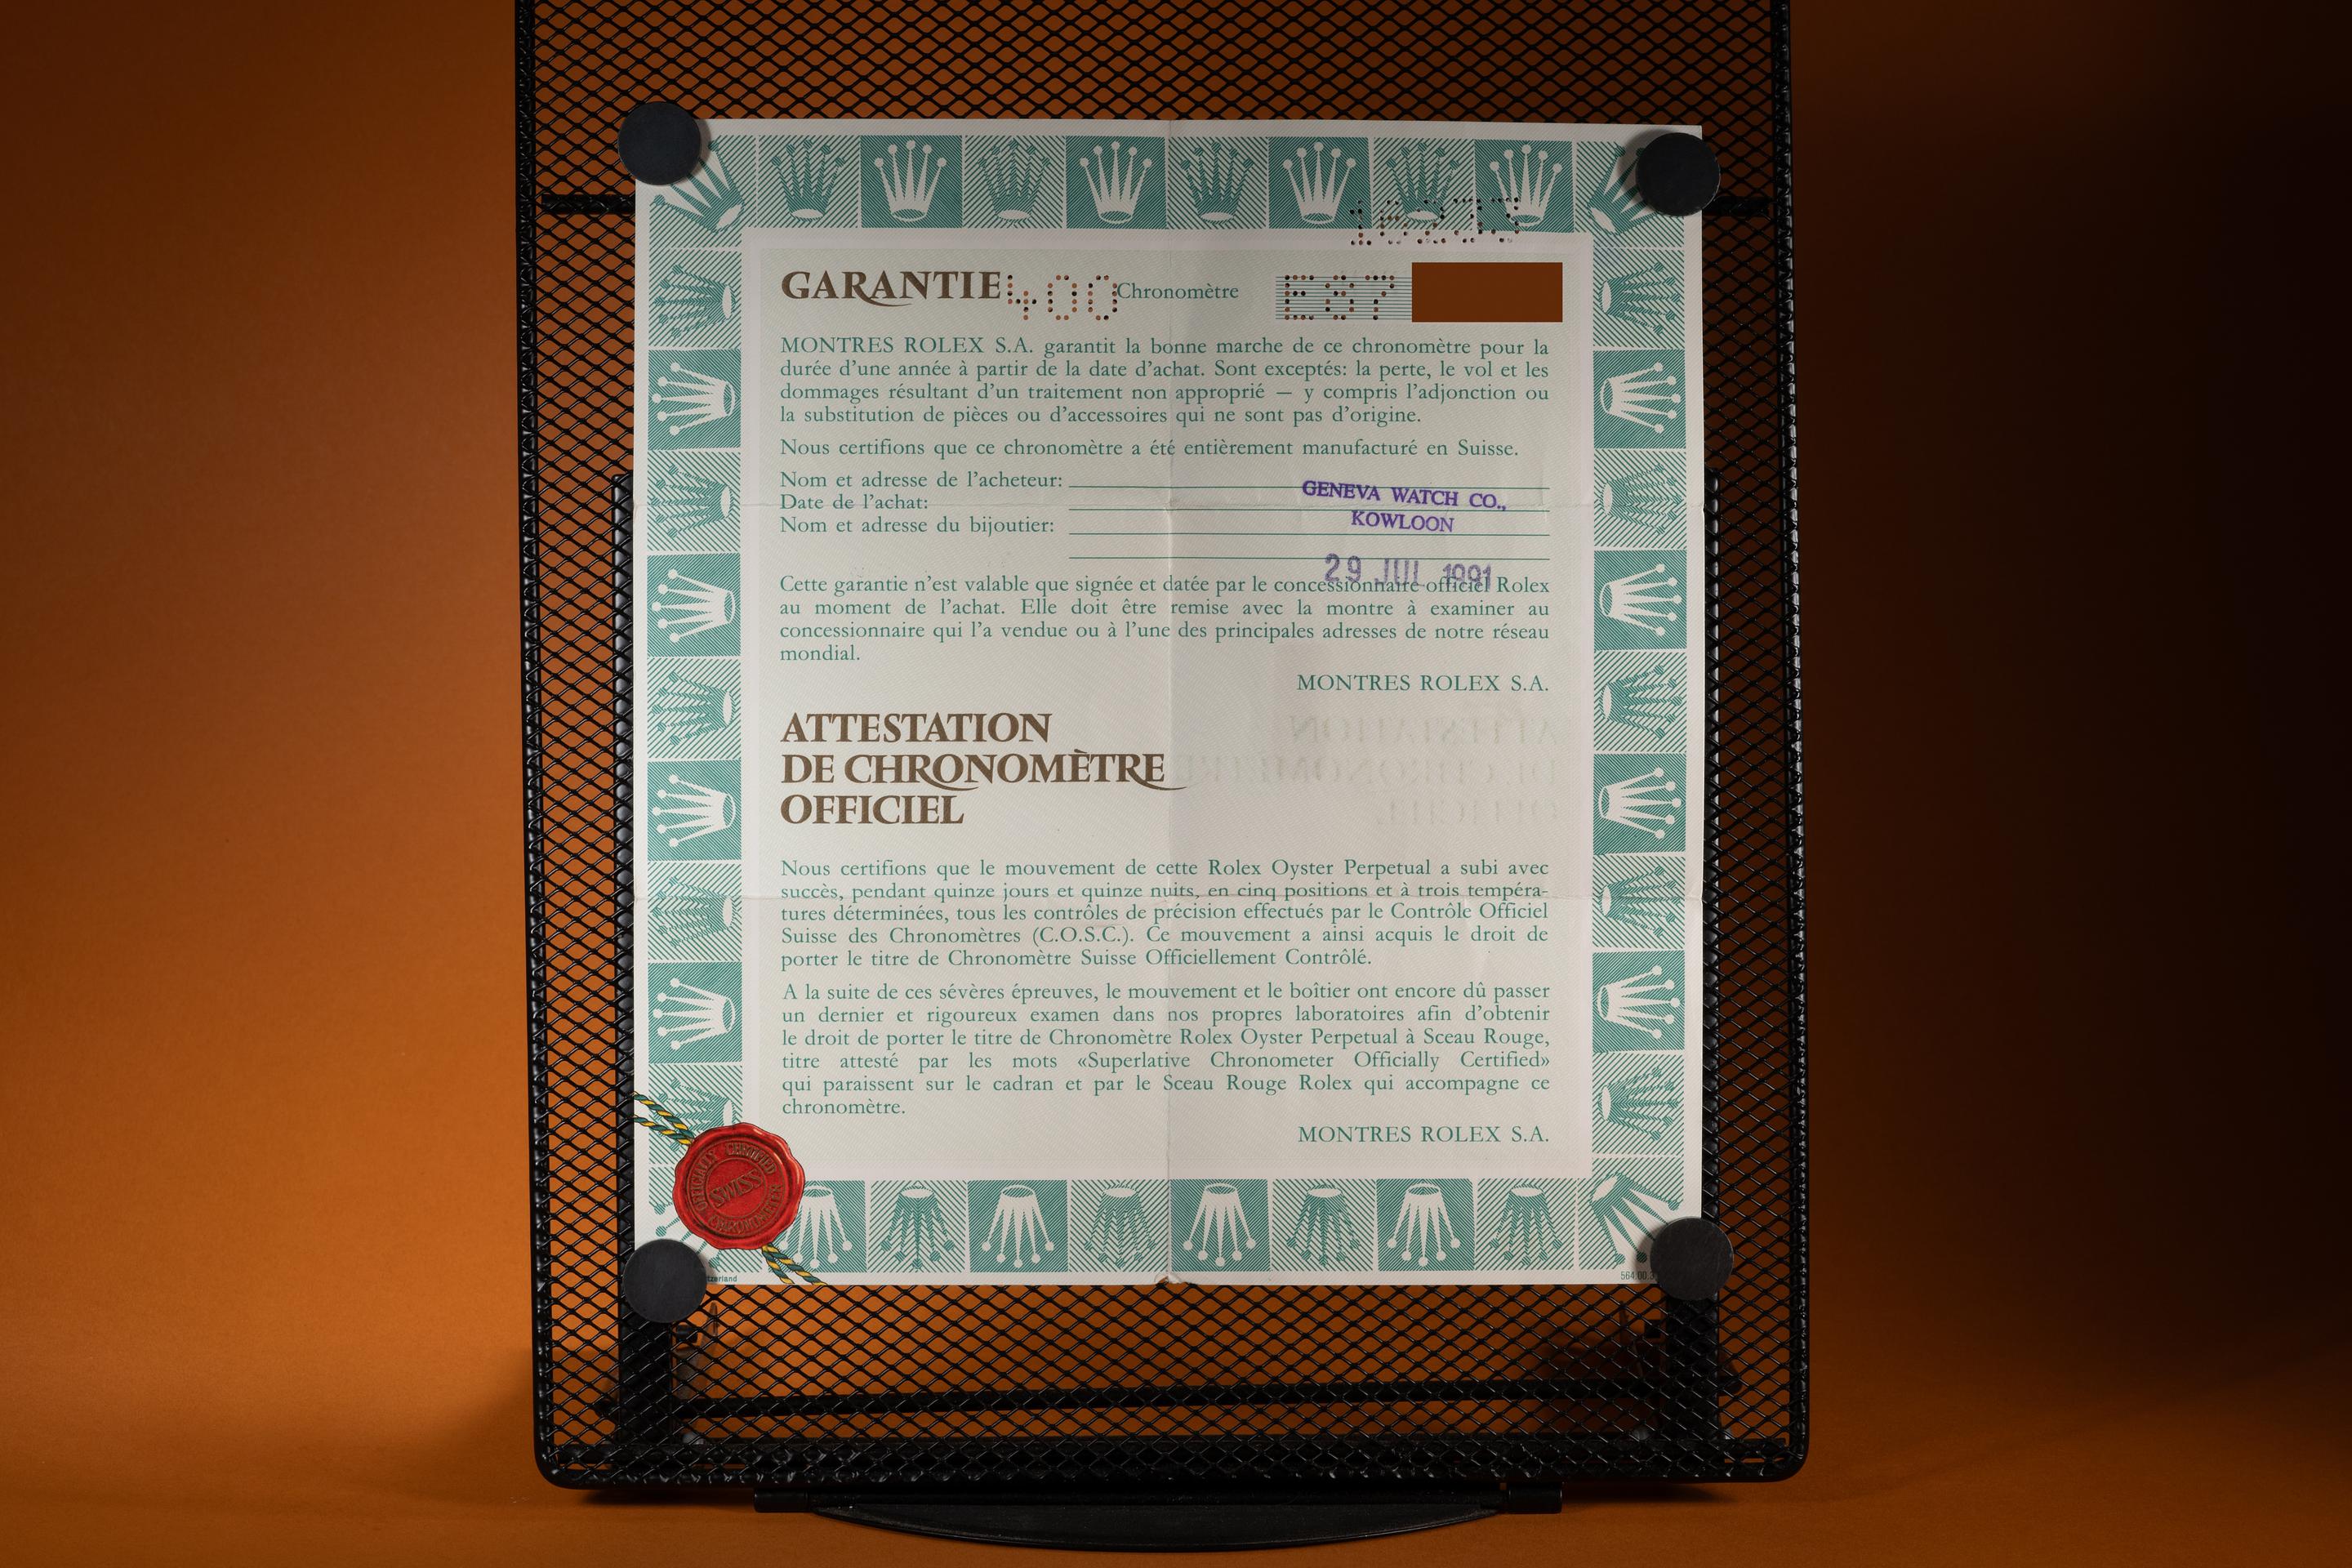 16233
GARANTIE 400 Chronomètre E87
MONTRES ROLEX S.A. garantit la bonne marche de ce chronomètre pour la
durée d'une année à partir de la date d'achat. Sont exceptés: la perte, le vol et les
dommages résultant d'un traitement non approprié — y compris l'adjonction ou
la substitution de pièces ou d'accessoires qui ne sont pas d'origine.
Nous certifions que ce chronomètre a été entièrement manufacturé en Suisse.
Nom et adresse de l'acheteur:
Date de l'achat:
Nom et adresse du bijoutier:
GENEVA WATCH CO.,
KOWLOON
29 JUL 1991
Cette garantie n'est valable que signée et datée par le concessionnaire officiel Rolex
au moment de l'achat. Elle doit être remise avec la montre à examiner au
concessionnaire qui l'a vendue ou à l'une des principales adresses de notre réseau
mondial.
MONTRES ROLEX S.A.
ATTESTATION
DE CHRONOMÈTRE
OFFICIEL
Nous certifions que le mouvement de cette Rolex Oyster Perpetual a subi avec
succès, pendant quinze jours et quinze nuits, en cinq positions et à trois tempéra-
tures déterminées, tous les contrôles de précision effectués par le Contrôle Officiel
Suisse des Chronomètres (C.O.S.C.). Ce mouvement a ainsi acquis le droit de
porter le titre de Chronomètre Suisse Officiellement Contrôlé.
A la suite de ces sévères épreuves, le mouvement et le boîtier ont encore dû passer
un dernier et rigoureux examen dans nos propres laboratoires afin d'obtenir
le droit de porter le titre de Chronomètre Rolex Oyster Perpetual à Sceau Rouge,
titre attesté par les mots «Superlative Chronometer Officially Certified»
qui paraissent sur le cadran et par le Sceau Rouge Rolex qui accompagne ce
chronomètre.
MONTRES ROLEX S.A.
OFFICIALLY CERTIFIED
SWISS
CHRONOMETER
tzerland
564.00.3